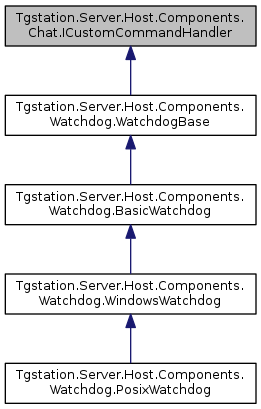 Tgstation.Server.Host.Components.
Chat.ICustomCommandHandler
Tgstation.Server.Host.Components.
Watchdog.WatchdogBase
Tgstation.Server.Host.Components.
Watchdog.BasicWatchdog
Tgstation.Server.Host.Components.
Watchdog.WindowsWatchdog
Tgstation.Server.Host.Components.
Watchdog.PosixWatchdog